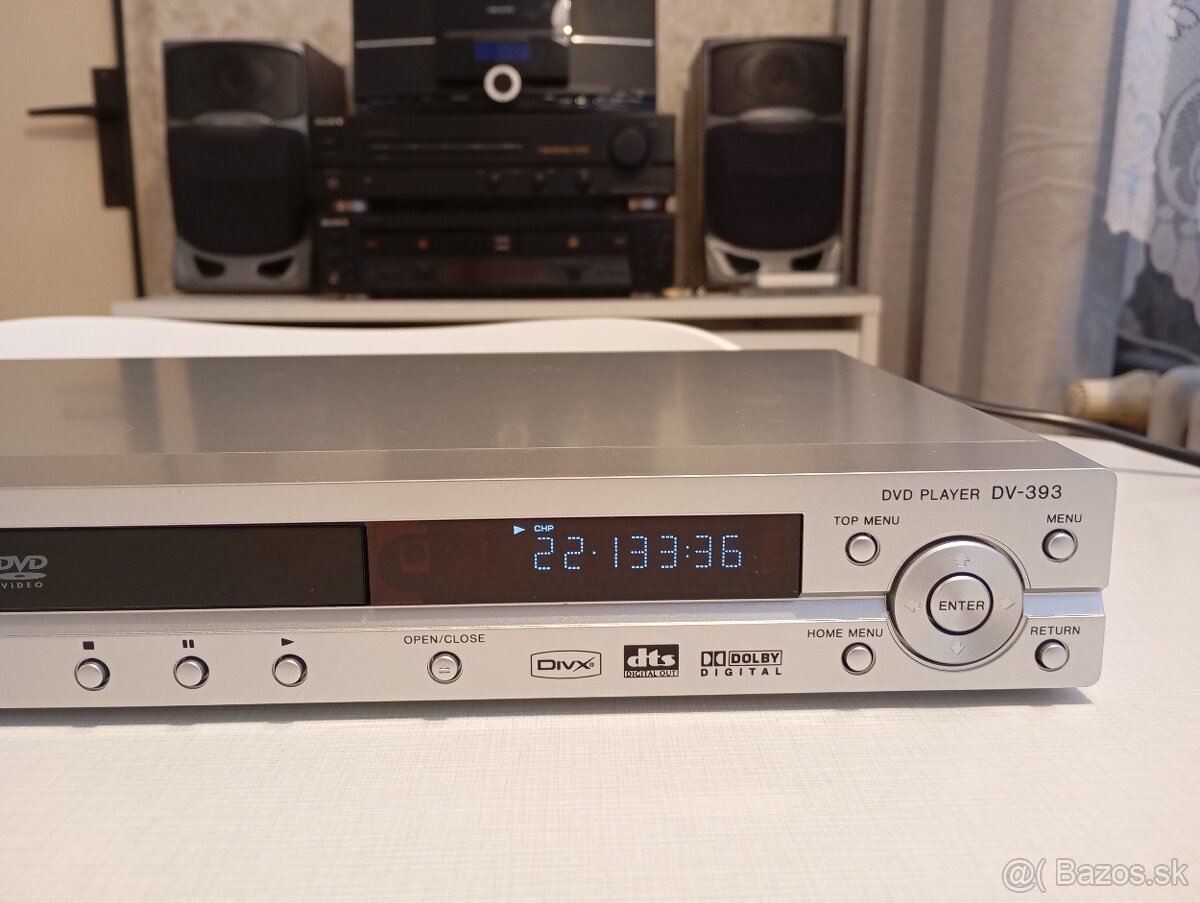 DVD PLAYER DV-393
TOP MENU
MENU
CHP
22·133:36
DVD
VIDEO
ENTER
OPEN/CLOSE
HOME MENU
RETURN
DIVX
dts
DIGITAL OUT
DOLBY
DIGITAL
@( Bazos.sk